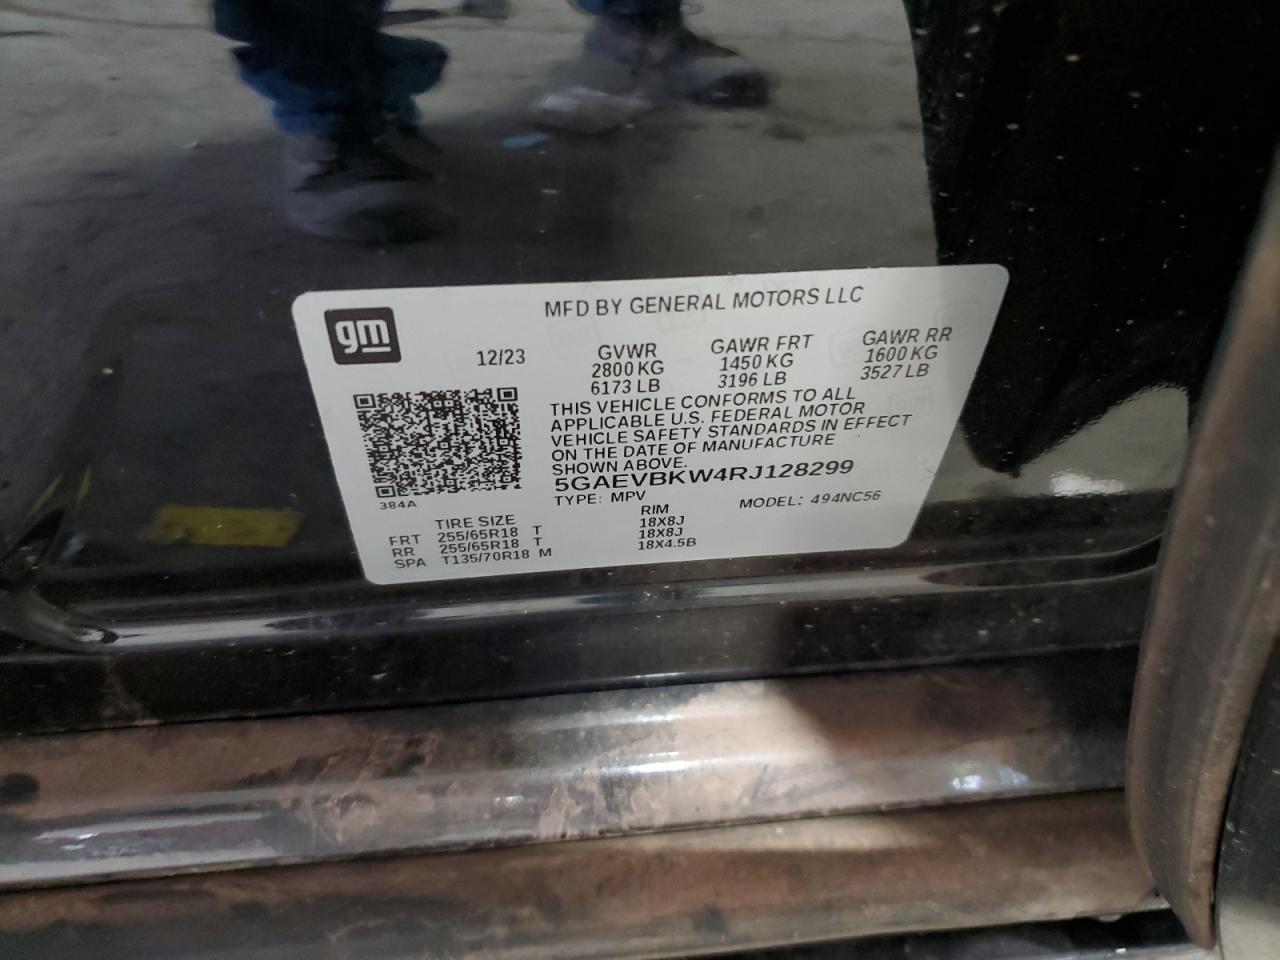 MFD BY GENERAL MOTORS LLC
gm
12/23
GVWR
2800 KG
6173 LB
GAWR FRT
1450 KG
3196 LB
GAWR RR
1600 KG
3527 LB
THIS VEHICLE CONFORMS TO ALL
APPLICABLE U.S. FEDERAL MOTOR
VEHICLE SAFETY STANDARDS IN EFFECT
ON THE DATE OF MANUFACTURE
SHOWN ABOVE.
5GAEVBKW4RJ128299
TYPE: MPV MODEL: 494NC56
384A
TIRE SIZE RIM
FRT 255/65R18 T 18X8J
RR 255/65R18 T 18X8J
SPA T135/70R18 M 18X4.5B